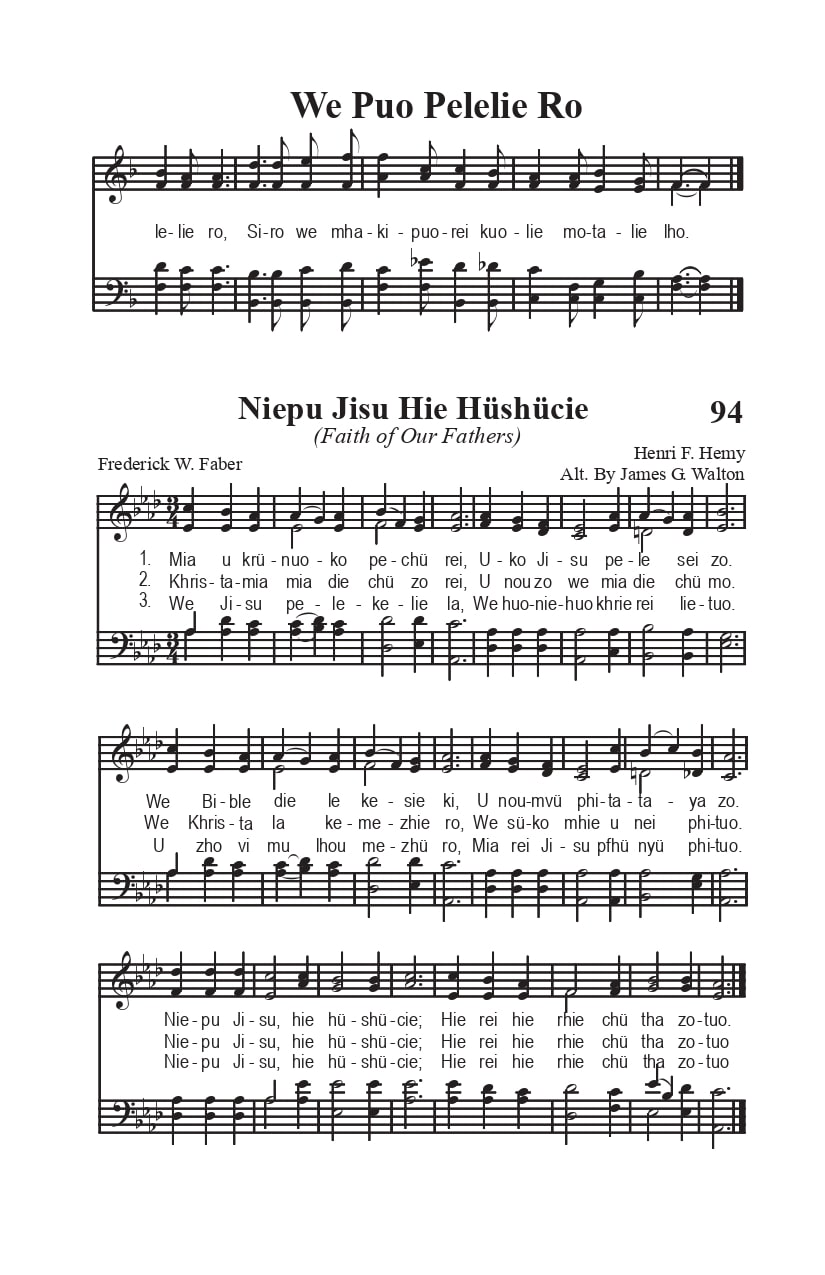 We Puo Pelelie Ro
le-lie ro, Si-ro we mha-ki-puo-rei kuo-lie mo-ta-lie lho.
Niepu Jisu Hie Hüshücie 94
(Faith of Our Fathers)
Frederick W. Faber
Henri F. Hemy
Alt. By James G. Walton
3
4
1. Mia u krü-nuo-ko pe-chü rei, U-ko Ji-su pe-le sei zo.
2. Khris-ta-mia mia die chü zo rei, U nou zo we mia die chü mo.
3. We Ji-su pe-le-ke-lie la, We huo-nie-huo khrie rei lie-tuo.
3
4
We Bi-ble die le ke-sie ki, U nou-mvü phi-ta-ta-ya zo.
We Khris-ta la ke-me-zhie ro, We sü-ko mhie u nei phi-tuo.
U zho vi mu lhou me-zhü ro, Mia rei Ji-su pfhü nyü phi-tuo.
Nie-pu Ji-su, hie hü-shü-cie; Hie rei hie rhie chü tha zo-tuo.
Nie-pu Ji-su, hie hü-shü-cie; Hie rei hie rhie chü tha zo-tuo
Nie-pu Ji-su, hie hü-shü-cie; Hie rei hie rhie chü tha zo-tuo